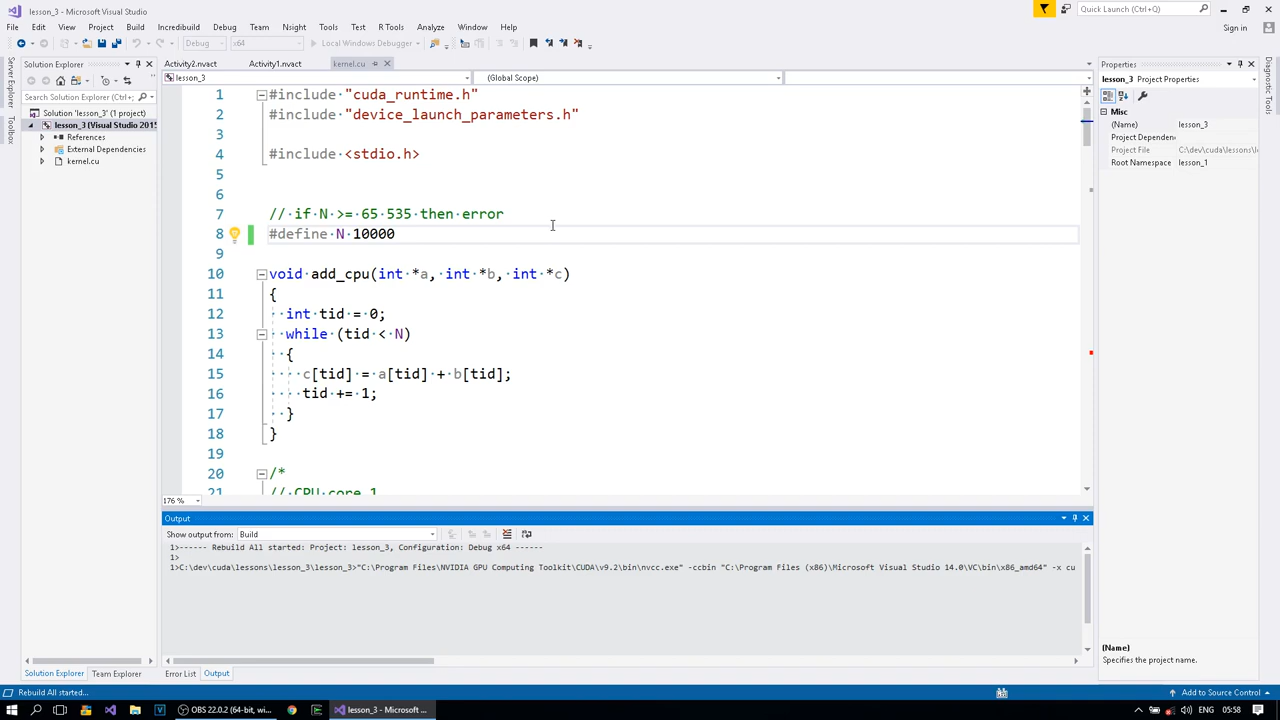 lesson_3 - Microsoft Visual Studio
Quick Launch (Ctrl+Q)
File Edit View Project Build Incredibuild Debug Team Nsight Tools Test R Tools Analyze Window Help
Sign in
Debug x64 Local Windows Debugger
Server Explorer
Toolbox
Solution Explorer
Search Solution Explorer (Ctrl+
Solution 'lesson_3' (1 project)
lesson_3 (Visual Studio 201
References
External Dependencies
kernel.cu
Solution Explorer Team Explorer
Activity2.nvact Activity1.nvact kernel.cu
lesson_3 (Global Scope)
1 #include "cuda_runtime.h"
2 #include "device_launch_parameters.h"
3
4 #include <stdio.h>
5
6
7 // if N >= 65 535 then error
8 #define N 10000
9
10 void add_cpu(int *a, int *b, int *c)
11 {
12 int tid = 0;
13 while (tid < N)
14 {
15 c[tid] = a[tid] + b[tid];
16 tid += 1;
17 }
18 }
19
20 /*
21 // CPU core 1
176 %
Output
Show output from: Build
1>------ Rebuild All started: Project: lesson_3, Configuration: Debug x64 ------
1>
1>C:\dev\cuda\lessons\lesson_3\lesson_3>"C:\Program Files\NVIDIA GPU Computing Toolkit\CUDA\v9.2\bin\nvcc.exe" -ccbin "C:\Program Files (x86)\Microsoft Visual Studio 14.0\VC\bin\x86_amd64" -x cu
Error List Output
Properties
lesson_3 Project Properties
Misc
(Name) lesson_3
Project Dependen
Project File C:\dev\cuda\lessons\l
Root Namespace lesson_1
(Name)
Specifies the project name.
Diagnostic Tools
Rebuild All started...
Add to Source Control
OBS 22.0.2 (64-bit, wi...
lesson_3 - Microsoft ...
ENG 05:58